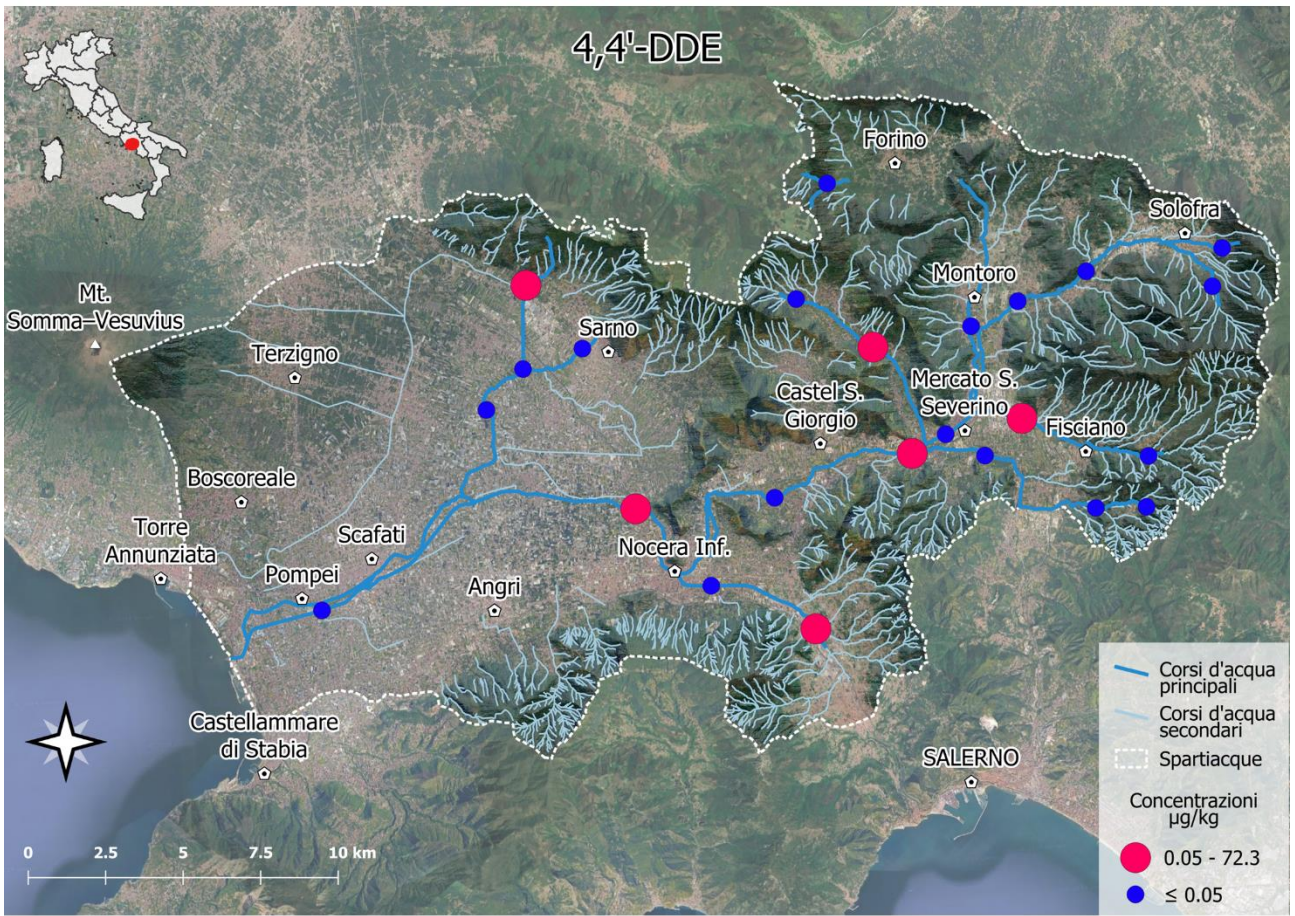 4,4'-DDE
Forino
Solofra
Montoro
Mt.
Somma–Vesuvius
Sarno
Terzigno
Castel S.
Giorgio
Mercato S.
Severino
Fisciano
Boscoreale
Torre
Annunziata
Scafati
Pompei
Nocera Inf.
Angri
Castellammare
di Stabia
SALERNO
0 2.5 5 7.5 10 km
Corsi d'acqua
principali
Corsi d'acqua
secondari
Spartiacque
Concentrazioni
µg/kg
0.05 - 72.3
≤ 0.05